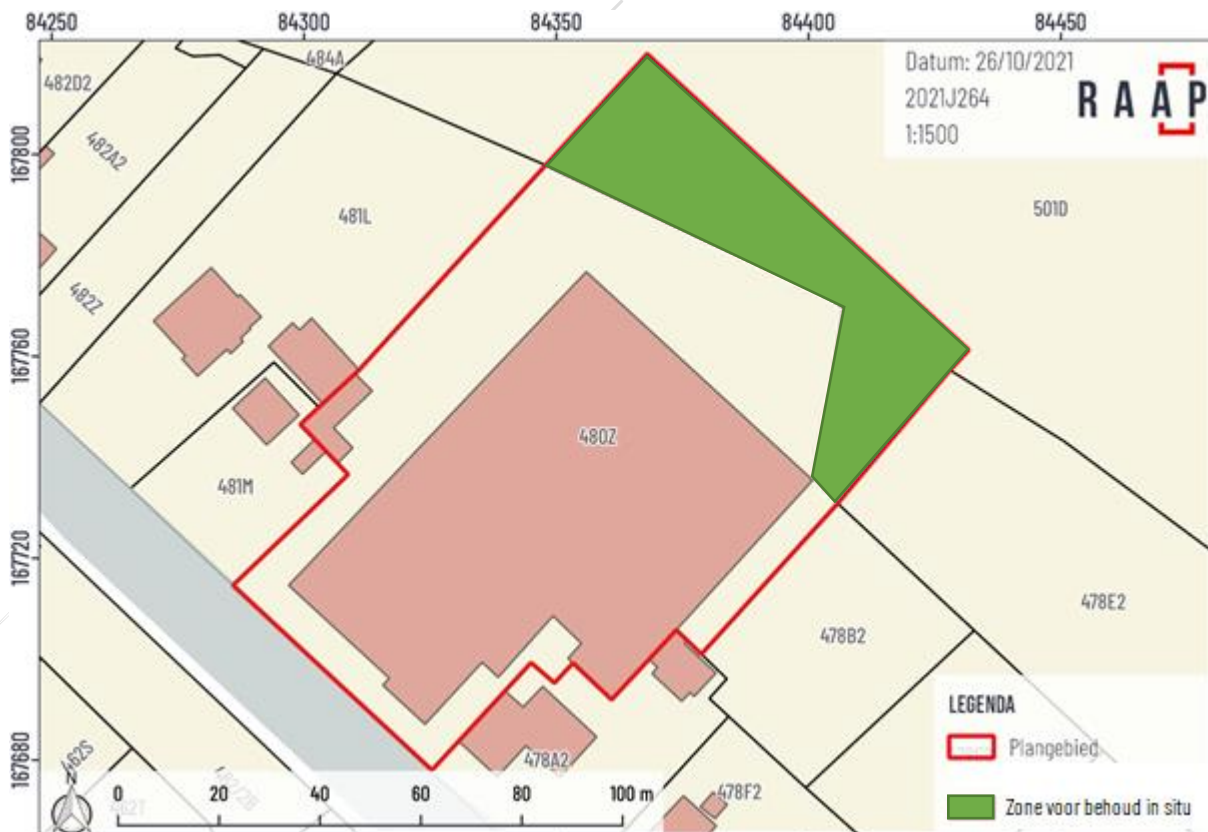 84250 84300 84350 84400 84450
484A
482D2
Datum: 26/10/2021
2021J264
1:1500
RAAP
482A2
167800
481L
501D
482Z
167760
480Z
481M
167720
478E2
478B2
LEGENDA
Plangebied
Zone voor behoud in situ
167680
462S
478A2
478F2
N
0 20 40 60 80 100 m